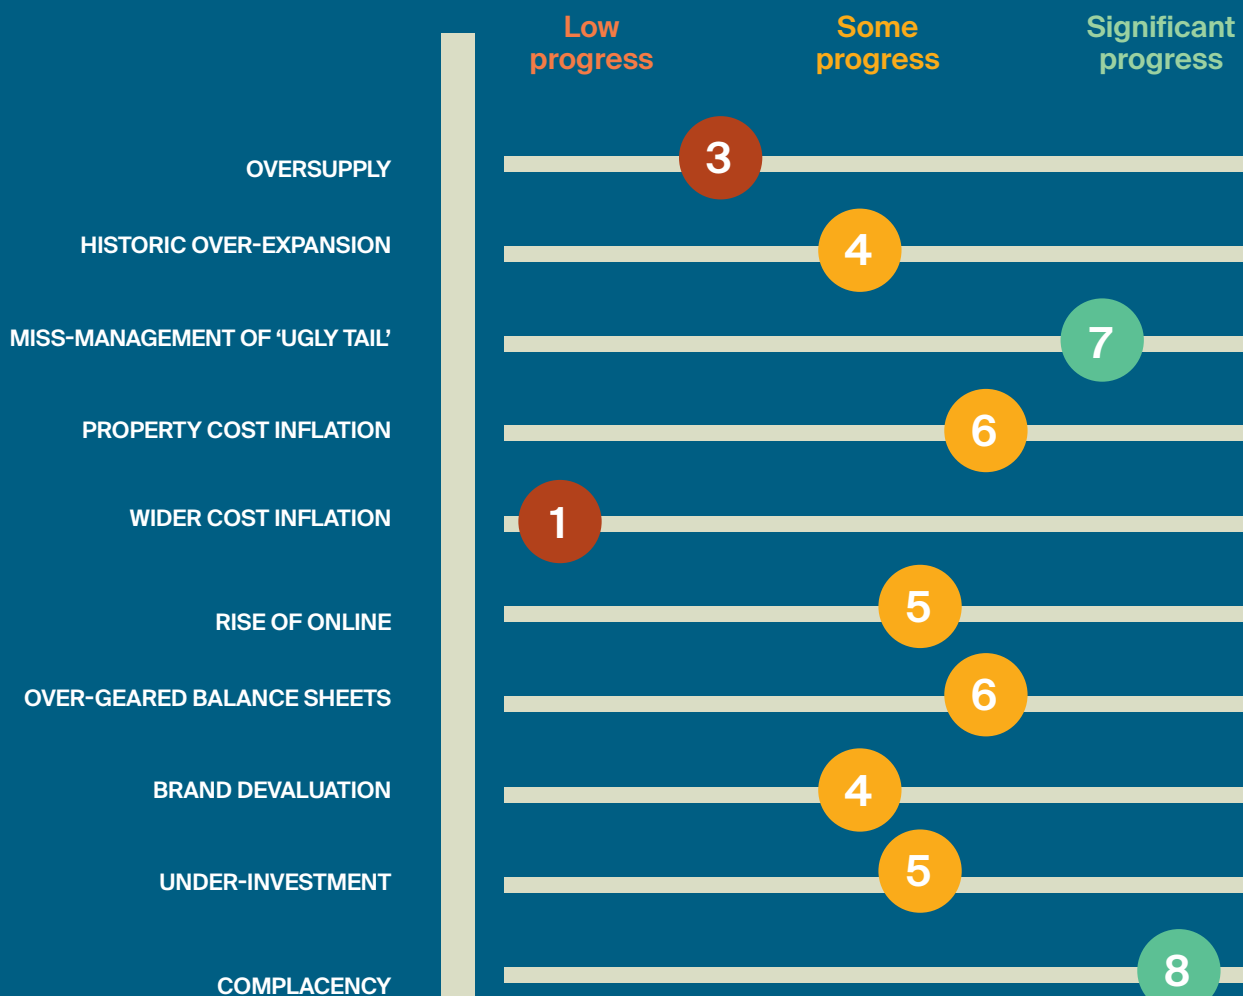 Low
progress
Some
progress
Significant
progress
OVERSUPPLY
3
HISTORIC OVER-EXPANSION
4
MISS-MANAGEMENT OF ‘UGLY TAIL’
7
PROPERTY COST INFLATION
6
WIDER COST INFLATION
1
RISE OF ONLINE
5
OVER-GEARED BALANCE SHEETS
6
BRAND DEVALUATION
4
UNDER-INVESTMENT
5
COMPLACENCY
8